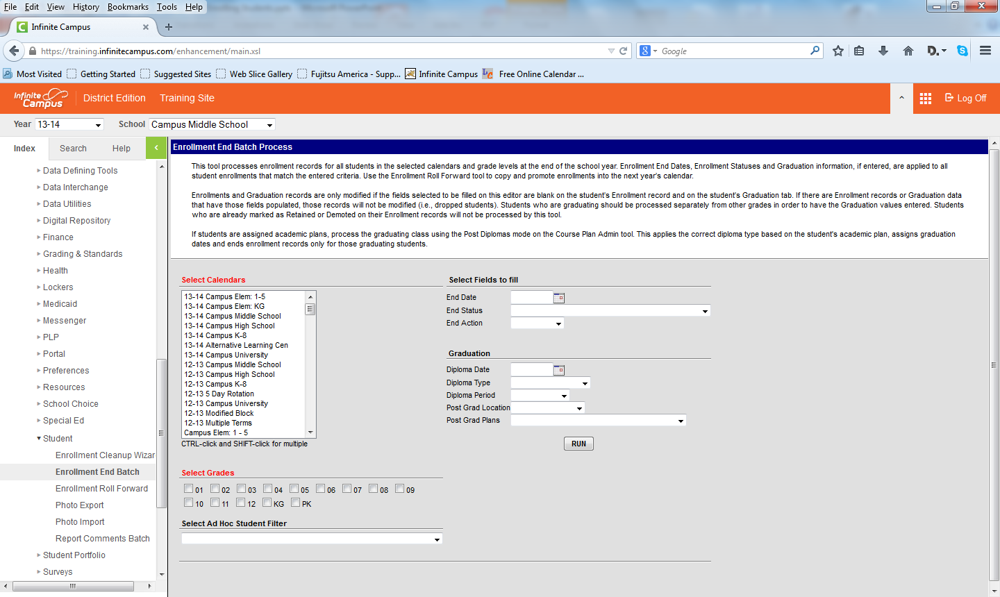 File Edit View History Bookmarks Tools Help
Infinite Campus
https://training.infinitecampus.com/enhancement/main.xsl
Google
Most Visited Getting Started Suggested Sites Web Slice Gallery Fujitsu America - Supp... Infinite Campus Free Online Calendar ...
Infinite Campus District Edition Training Site Log Off
Year 13-14 School Campus Middle School
Index Search Help
Data Defining Tools
Data Interchange
Data Utilities
Digital Repository
Finance
Grading & Standards
Health
Lockers
Medicaid
Messenger
PLP
Portal
Preferences
Resources
School Choice
Special Ed
Student
Enrollment Cleanup Wizar
Enrollment End Batch
Enrollment Roll Forward
Photo Export
Photo Import
Report Comments Batch
Student Portfolio
Surveys
Enrollment End Batch Process
This tool processes enrollment records for all students in the selected calendars and grade levels at the end of the school year. Enrollment End Dates, Enrollment Statuses and Graduation information, if entered, are applied to all
student enrollments that match the entered criteria. Use the Enrollment Roll Forward tool to copy and promote enrollments into the next year's calendar.
Enrollments and Graduation records are only modified if the fields selected to be filled on this editor are blank on the student's Enrollment record and on the student's Graduation tab. If there are Enrollment records or Graduation data
that have those fields populated, those records will not be modified (i.e., dropped students). Students who are graduating should be processed separately from other grades in order to have the Graduation values entered. Students
who are already marked as Retained or Demoted on their Enrollment records will not be processed by this tool.
If students are assigned academic plans, process the graduating class using the Post Diplomas mode on the Course Plan Admin tool. This applies the correct diploma type based on the student's academic plan, assigns graduation
dates and ends enrollment records only for those graduating students.
Select Calendars
13-14 Campus Elem: 1-5
13-14 Campus Elem: KG
13-14 Campus Middle School
13-14 Campus High School
13-14 Campus K-8
13-14 Alternative Learning Cen
13-14 Campus University
12-13 Campus Middle School
12-13 Campus High School
12-13 Campus K-8
12-13 5 Day Rotation
12-13 Campus University
12-13 Modified Block
12-13 Multiple Terms
Campus Elem: 1 - 5
CTRL-click and SHIFT-click for multiple
Select Grades
01 02 03 04 05 06 07 08 09
10 11 12 KG PK
Select Ad Hoc Student Filter
Select Fields to fill
End Date
End Status
End Action
Graduation
Diploma Date
Diploma Type
Diploma Period
Post Grad Location
Post Grad Plans
RUN